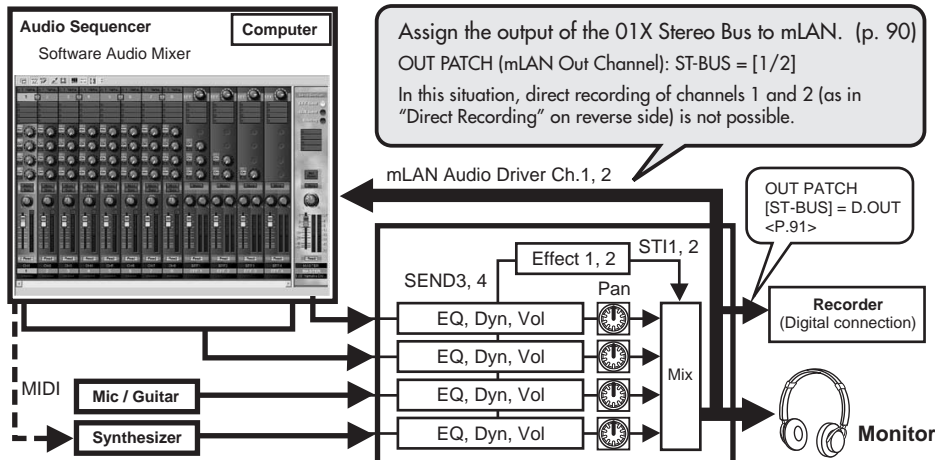 Audio Sequencer
Computer
Software Audio Mixer
Assign the output of the 01X Stereo Bus to mLAN. (p. 90)
OUT PATCH (mLAN Out Channel): ST-BUS = [1/2]
In this situation, direct recording of channels 1 and 2 (as in
"Direct Recording" on reverse side) is not possible.
mLAN Audio Driver Ch.1, 2
OUT PATCH
[ST-BUS] = D.OUT
<P.91>
Effect 1, 2
STI1, 2
SEND3, 4
Pan
Recorder
(Digital connection)
EQ, Dyn, Vol
EQ, Dyn, Vol
EQ, Dyn, Vol
EQ, Dyn, Vol
Mix
MIDI
Mic / Guitar
Synthesizer
Monitor